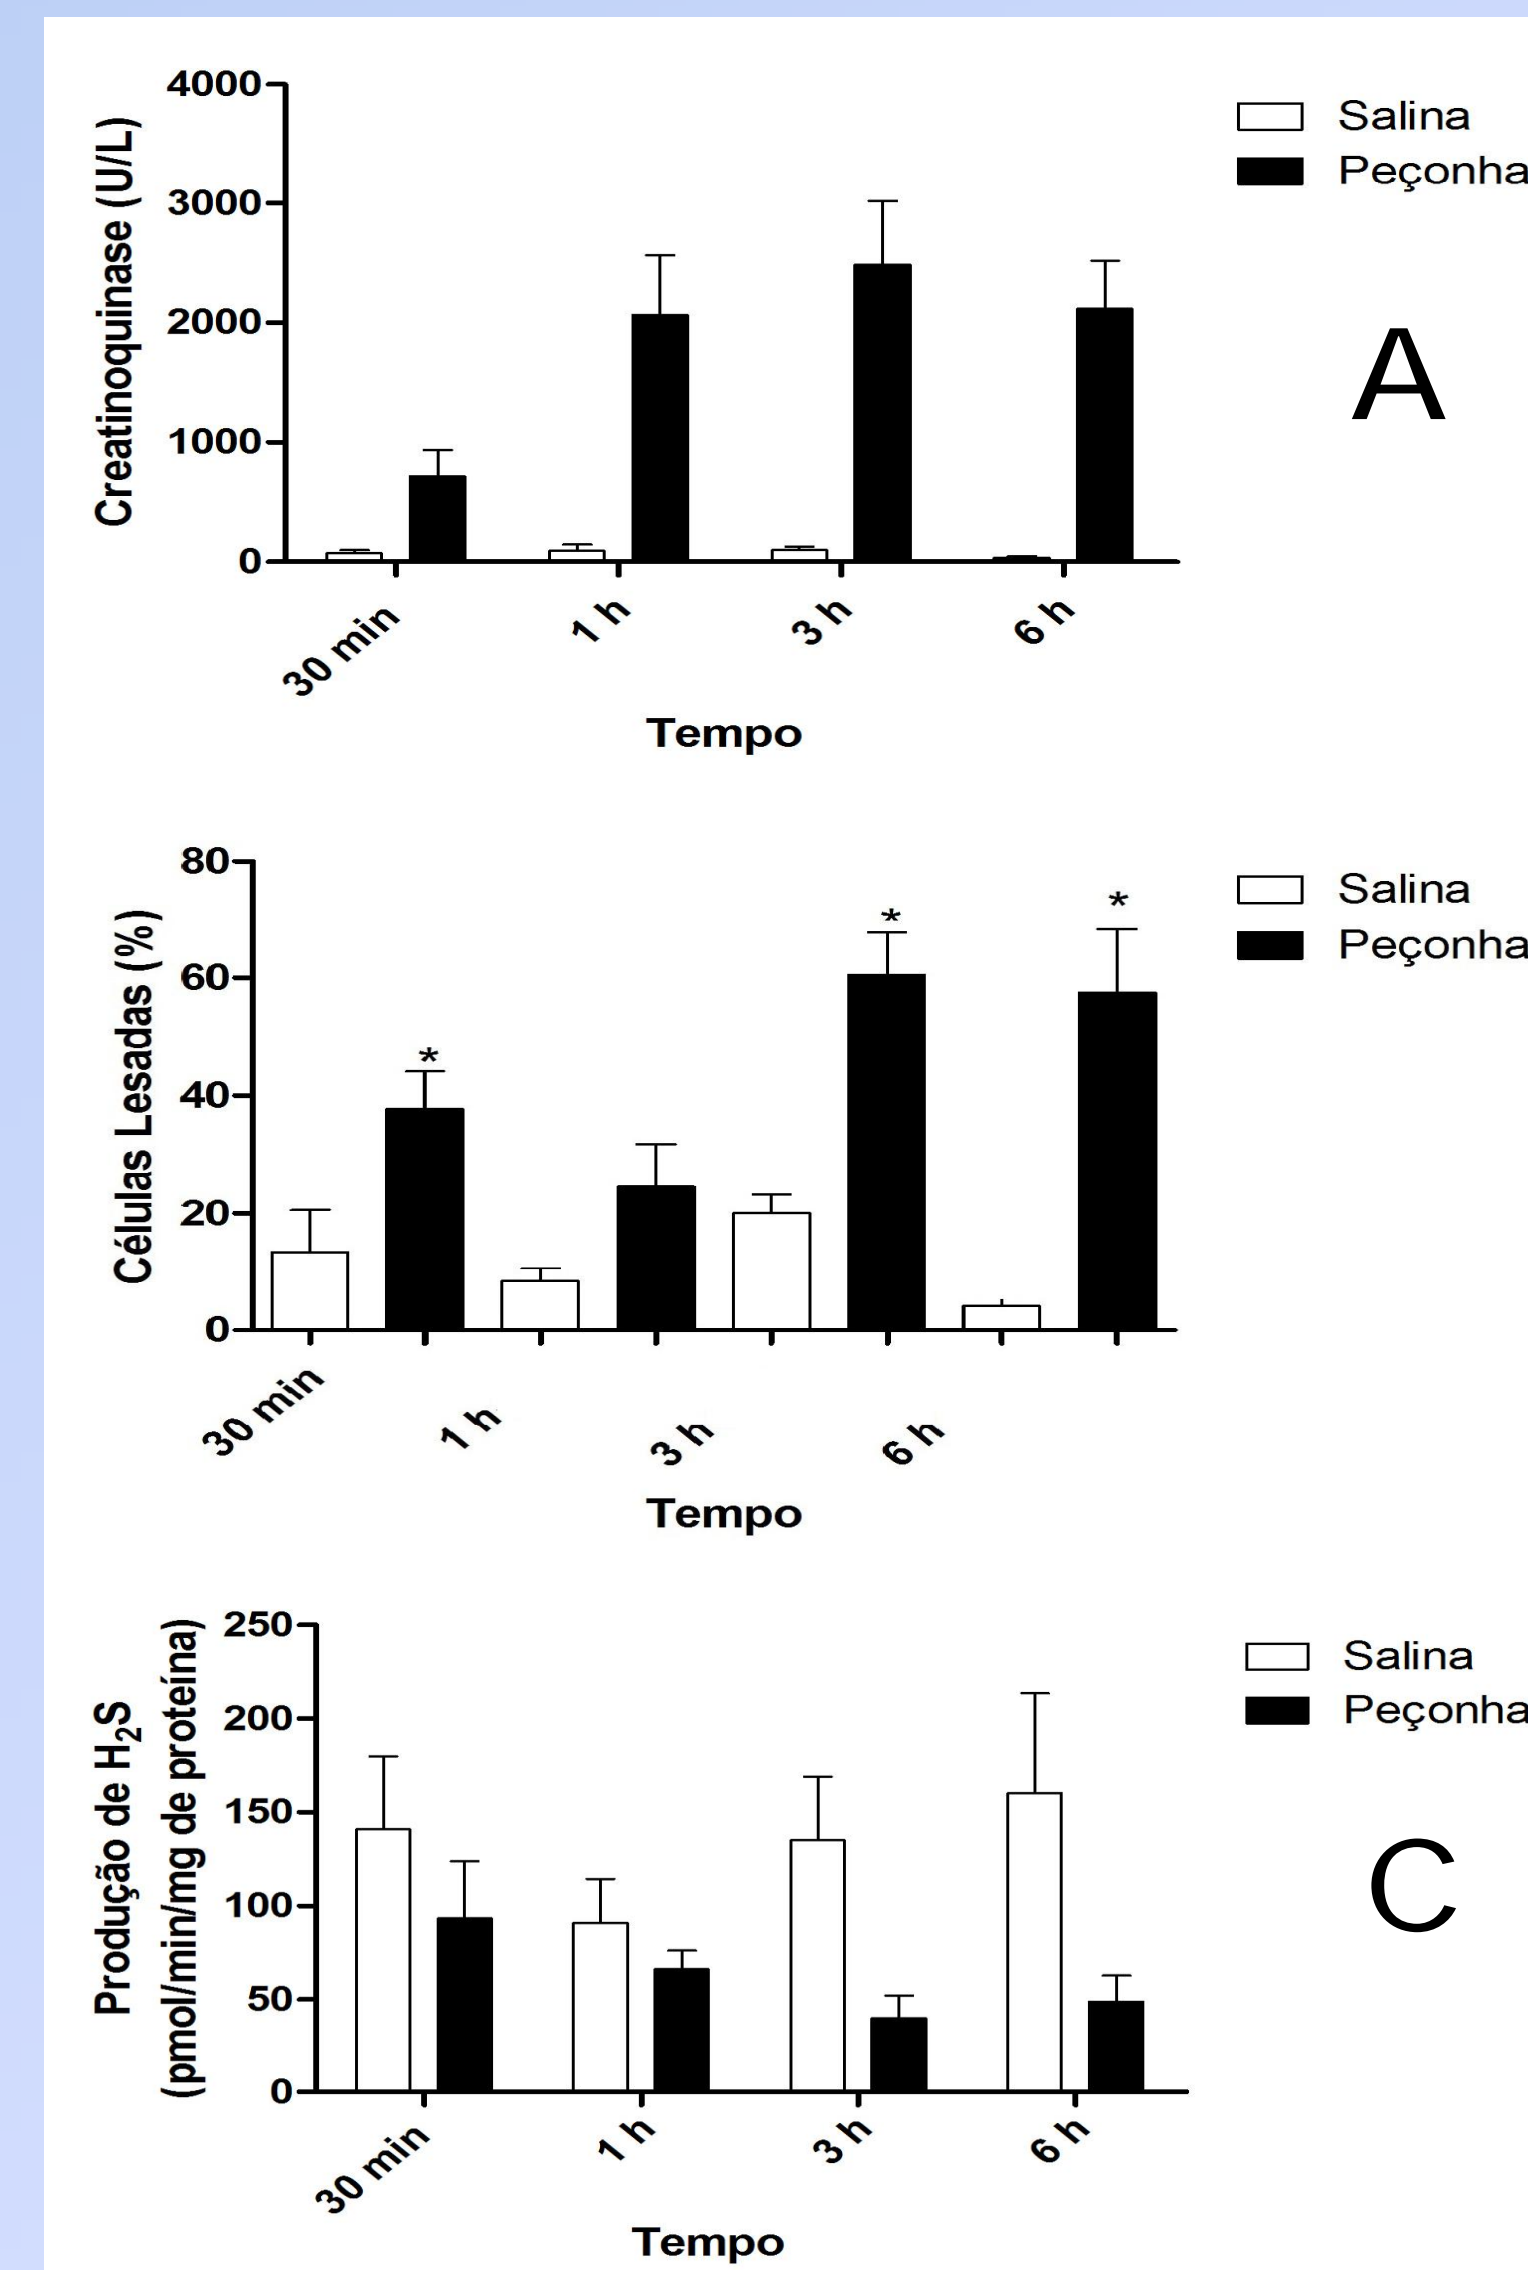 4000
3000
2000
1000
0
Creatinoquinase (U/L)
30 min
1 h
3 h
6 h
Tempo
Salina
Peçonha
A
80
60
40
20
0
Células Lesadas (%)
*
*
*
30 min
1 h
3 h
6 h
Tempo
Salina
Peçonha
250
200
150
100
50
0
Produção de H₂S
(pmol/min/mg de proteína)
30 min
1 h
3 h
6 h
Tempo
Salina
Peçonha
C